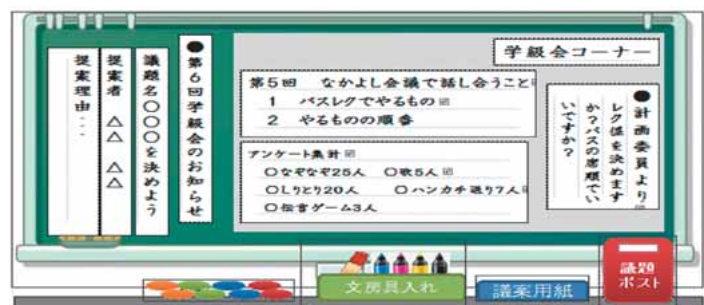 学級会コーナー
●計画委員より
レク係を決めます
か？バスの席順でい
いですか？
第5回 なかよし会議で話し合うこと
1 バスレクでやるもの
2 やるものの順番
アンケート集計
○なぞなぞ25人 ○歌5人
○しりとり20人 ○ハンカチ送り7人
○伝言ゲーム3人
●第6回学級会のお知らせ
議題名○○○を決めよう
提案者 △△ △△
提案理由…
文房具入れ
議案用紙
議題
ポスト